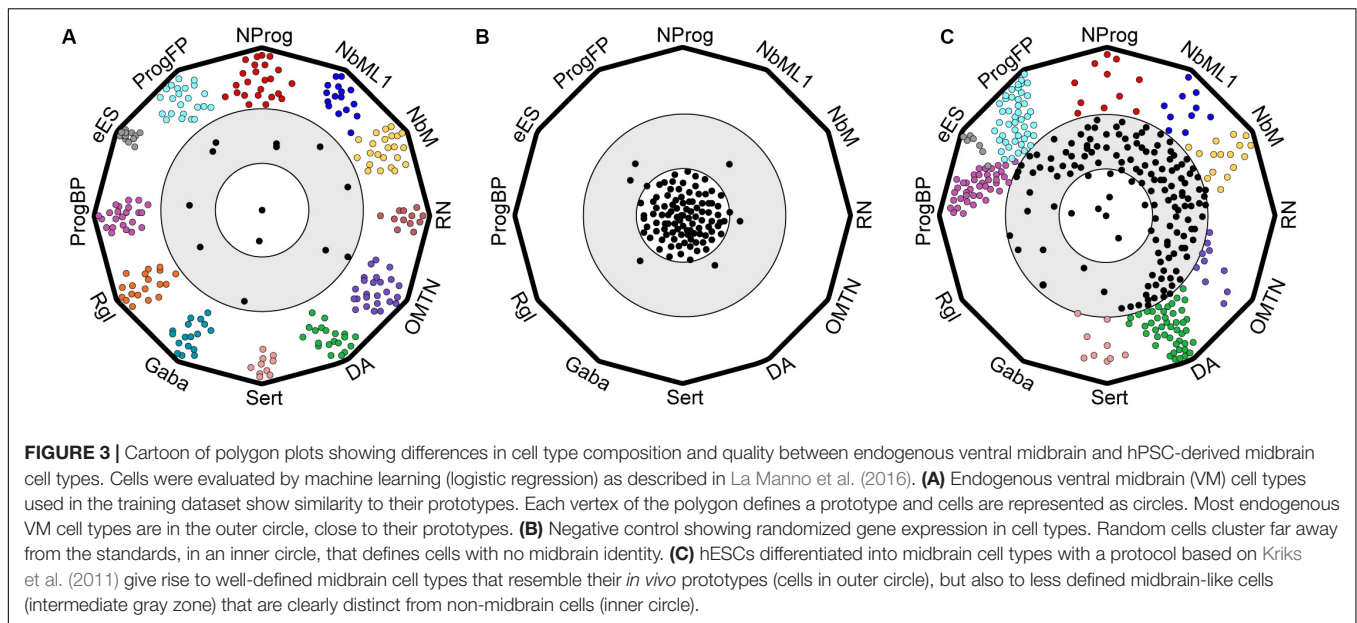 A
NProg
NbML1
NbM
RN
OMTN
DA
Sert
Gaba
Rgl
ProgBP
eES
ProgFP
B
NProg
NbML1
NbM
RN
OMTN
DA
Sert
Gaba
Rgl
ProgBP
eES
ProgFP
C
NProg
NbML1
NbM
RN
OMTN
DA
Sert
Gaba
Rgl
ProgBP
eES
ProgFP
FIGURE 3 | Cartoon of polygon plots showing differences in cell type composition and quality between endogenous ventral midbrain and hPSC-derived midbrain
cell types. Cells were evaluated by machine learning (logistic regression) as described in La Manno et al. (2016). (A) Endogenous ventral midbrain (VM) cell types
used in the training dataset show similarity to their prototypes. Each vertex of the polygon defines a prototype and cells are represented as circles. Most endogenous
VM cell types are in the outer circle, close to their prototypes. (B) Negative control showing randomized gene expression in cell types. Random cells cluster far away
from the standards, in an inner circle, that defines cells with no midbrain identity. (C) hESCs differentiated into midbrain cell types with a protocol based on Kriks
et al. (2011) give rise to well-defined midbrain cell types that resemble their in vivo prototypes (cells in outer circle), but also to less defined midbrain-like cells
(intermediate gray zone) that are clearly distinct from non-midbrain cells (inner circle).